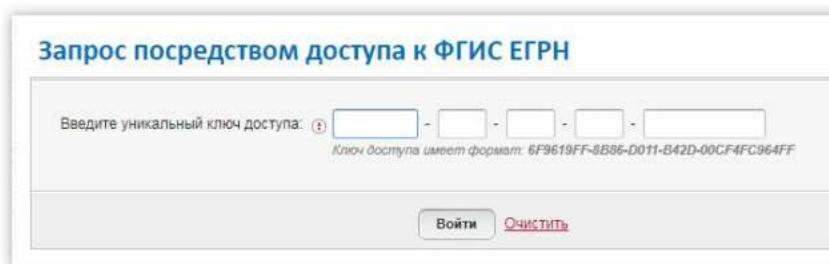 Запрос посредством доступа к ФГИС ЕГРН
Введите уникальный ключ доступа: - - - -
Ключ доступа имеет формат: 6F9619FF-8B86-D011-B42D-00CF4FC964FF
Войти Очистить